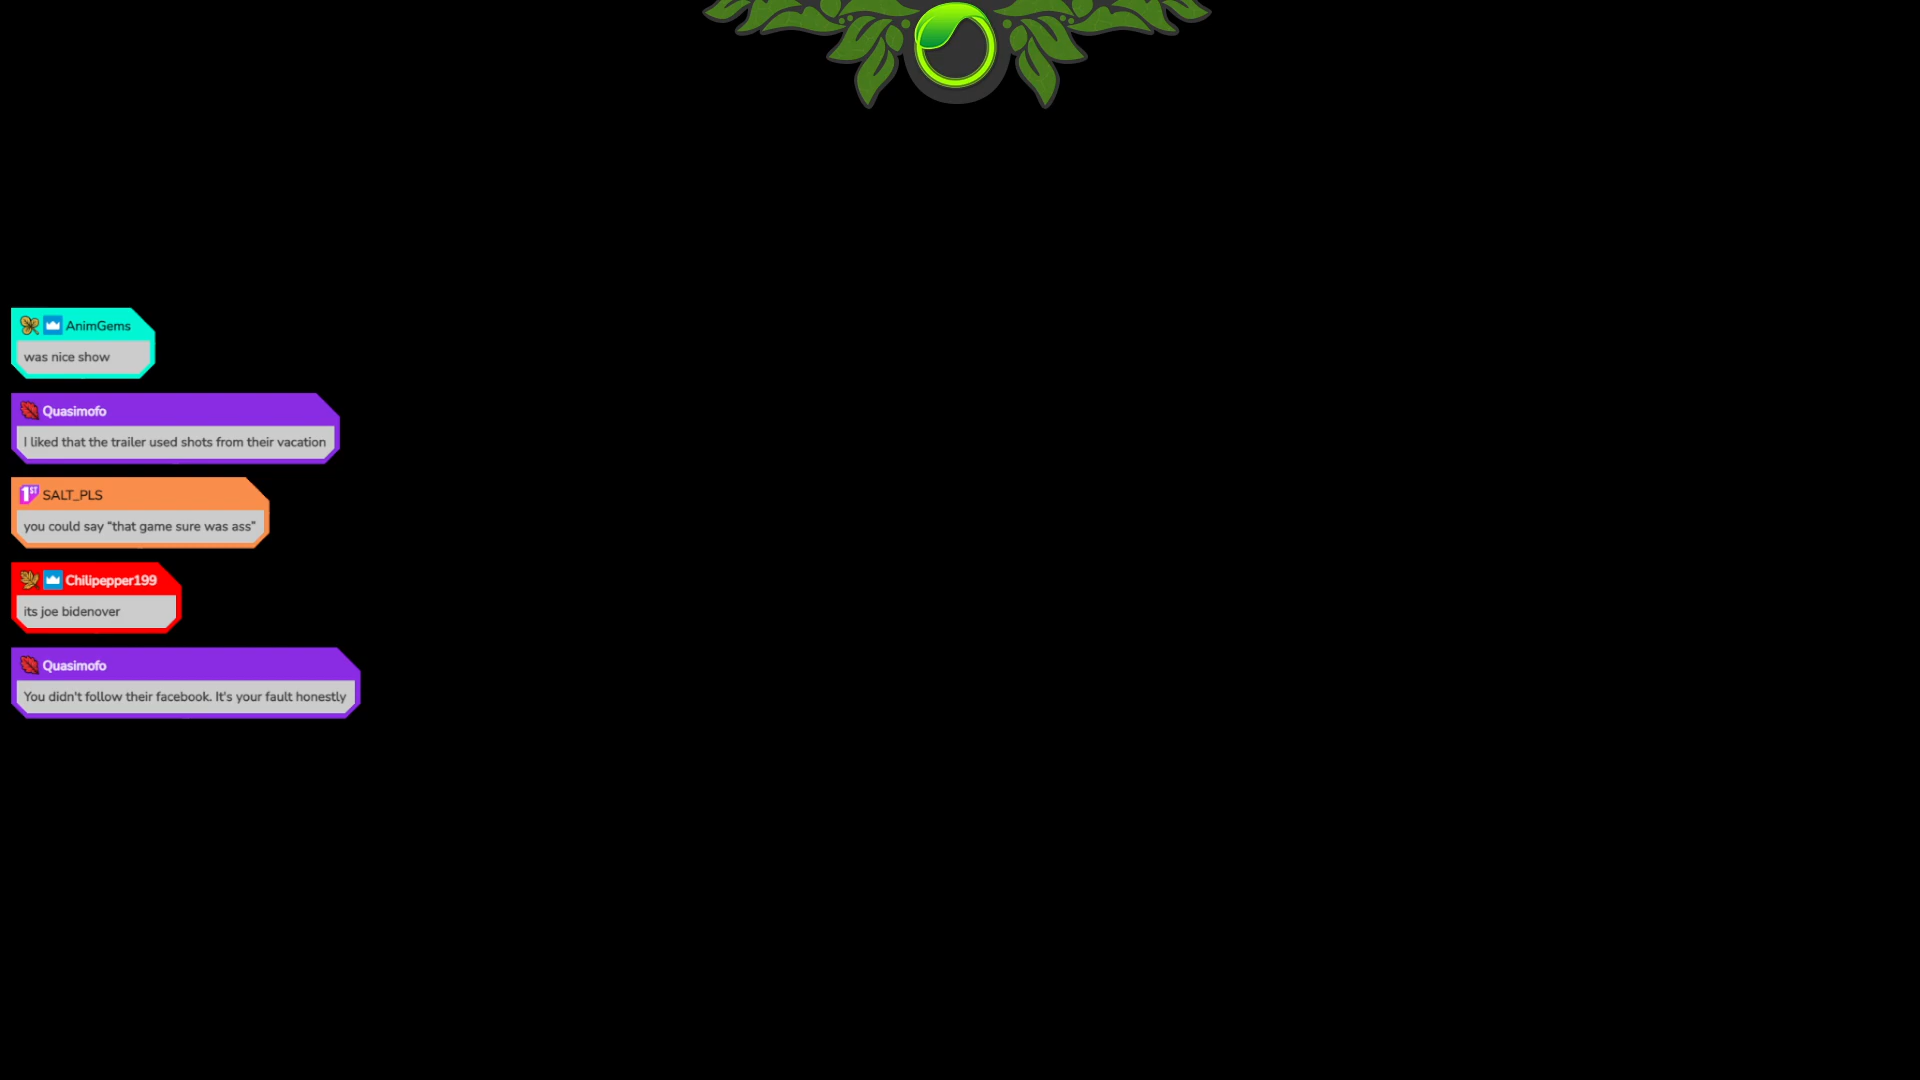 AnimGems
was nice show
Quasimofo
I liked that the trailer used shots from their vacation
1ST SALT_PLS
you could say "that game sure was ass"
Chilipepper199
its joe bidenover
Quasimofo
You didn't follow their facebook. It's your fault honestly